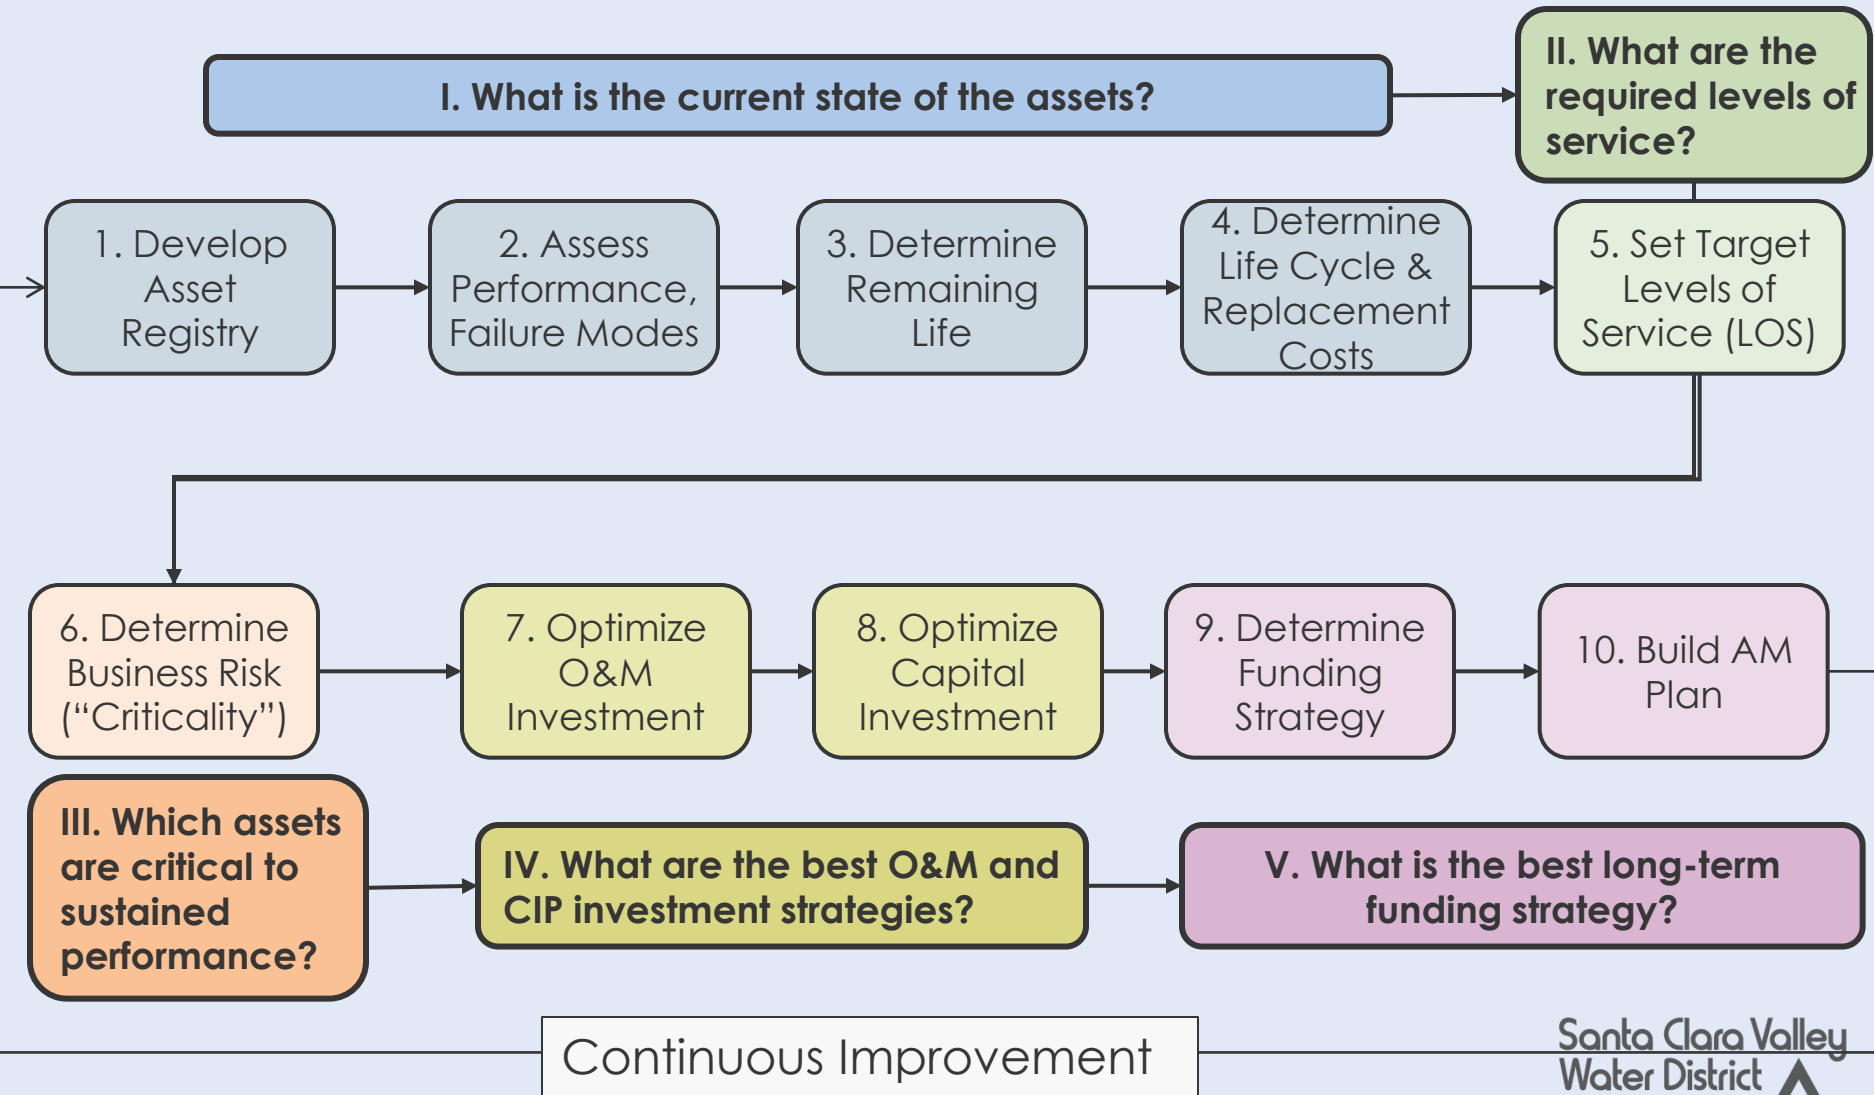 I. What is the current state of the assets?
II. What are the
required levels of
service?
1. Develop
Asset
Registry
2. Assess
Performance,
Failure Modes
3. Determine
Remaining
Life
4. Determine
Life Cycle &
Replacement
Costs
5. Set Target
Levels of
Service (LOS)
6. Determine
Business Risk
(“Criticality”)
7. Optimize
O&M
Investment
8. Optimize
Capital
Investment
9. Determine
Funding
Strategy
10. Build AM
Plan
III. Which assets
are critical to
sustained
performance?
IV. What are the best O&M and
CIP investment strategies?
V. What is the best long-term
funding strategy?
Continuous Improvement
Santa Clara Valley
Water District